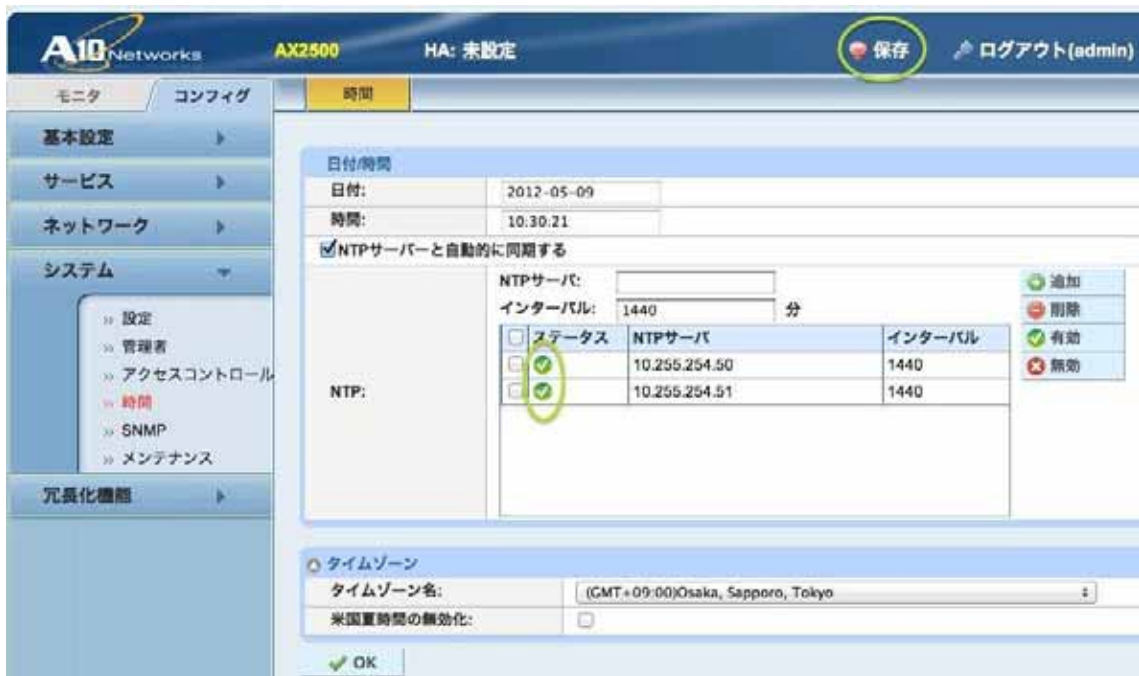 A10 Networks
AX2500
HA: 未設定
保存
ログアウト(admin)
モニタ
コンフィグ
時間
基本設定
サービス
ネットワーク
システム
設定
管理者
アクセスコントロール
時間
SNMP
メンテナンス
冗長化機能
日付/時間
日付: 2012-05-09
時間: 10:30:21
NTPサーバーと自動的に同期する
NTP:
NTPサーバ:
インターバル: 1440 分
ステータス NTPサーバ インターバル
10.255.254.50 1440
10.255.254.51 1440
追加
削除
有効
無効
タイムゾーン
タイムゾーン名: (GMT+09:00)Osaka, Sapporo, Tokyo
米国夏時間の無効化:
OK